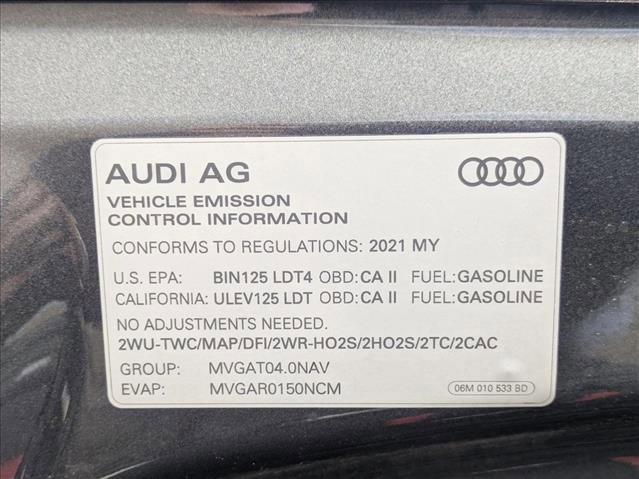 AUDI AG
VEHICLE EMISSION
CONTROL INFORMATION
CONFORMS TO REGULATIONS: 2021 MY
U.S. EPA: BIN125 LDT4 OBD:CA II FUEL:GASOLINE
CALIFORNIA: ULEV125 LDT OBD:CA II FUEL:GASOLINE
NO ADJUSTMENTS NEEDED.
2WU-TWC/MAP/DFI/2WR-HO2S/2HO2S/2TC/2CAC
GROUP: MVGAT04.0NAV
EVAP: MVGAR0150NCM
06M 010 533 BD